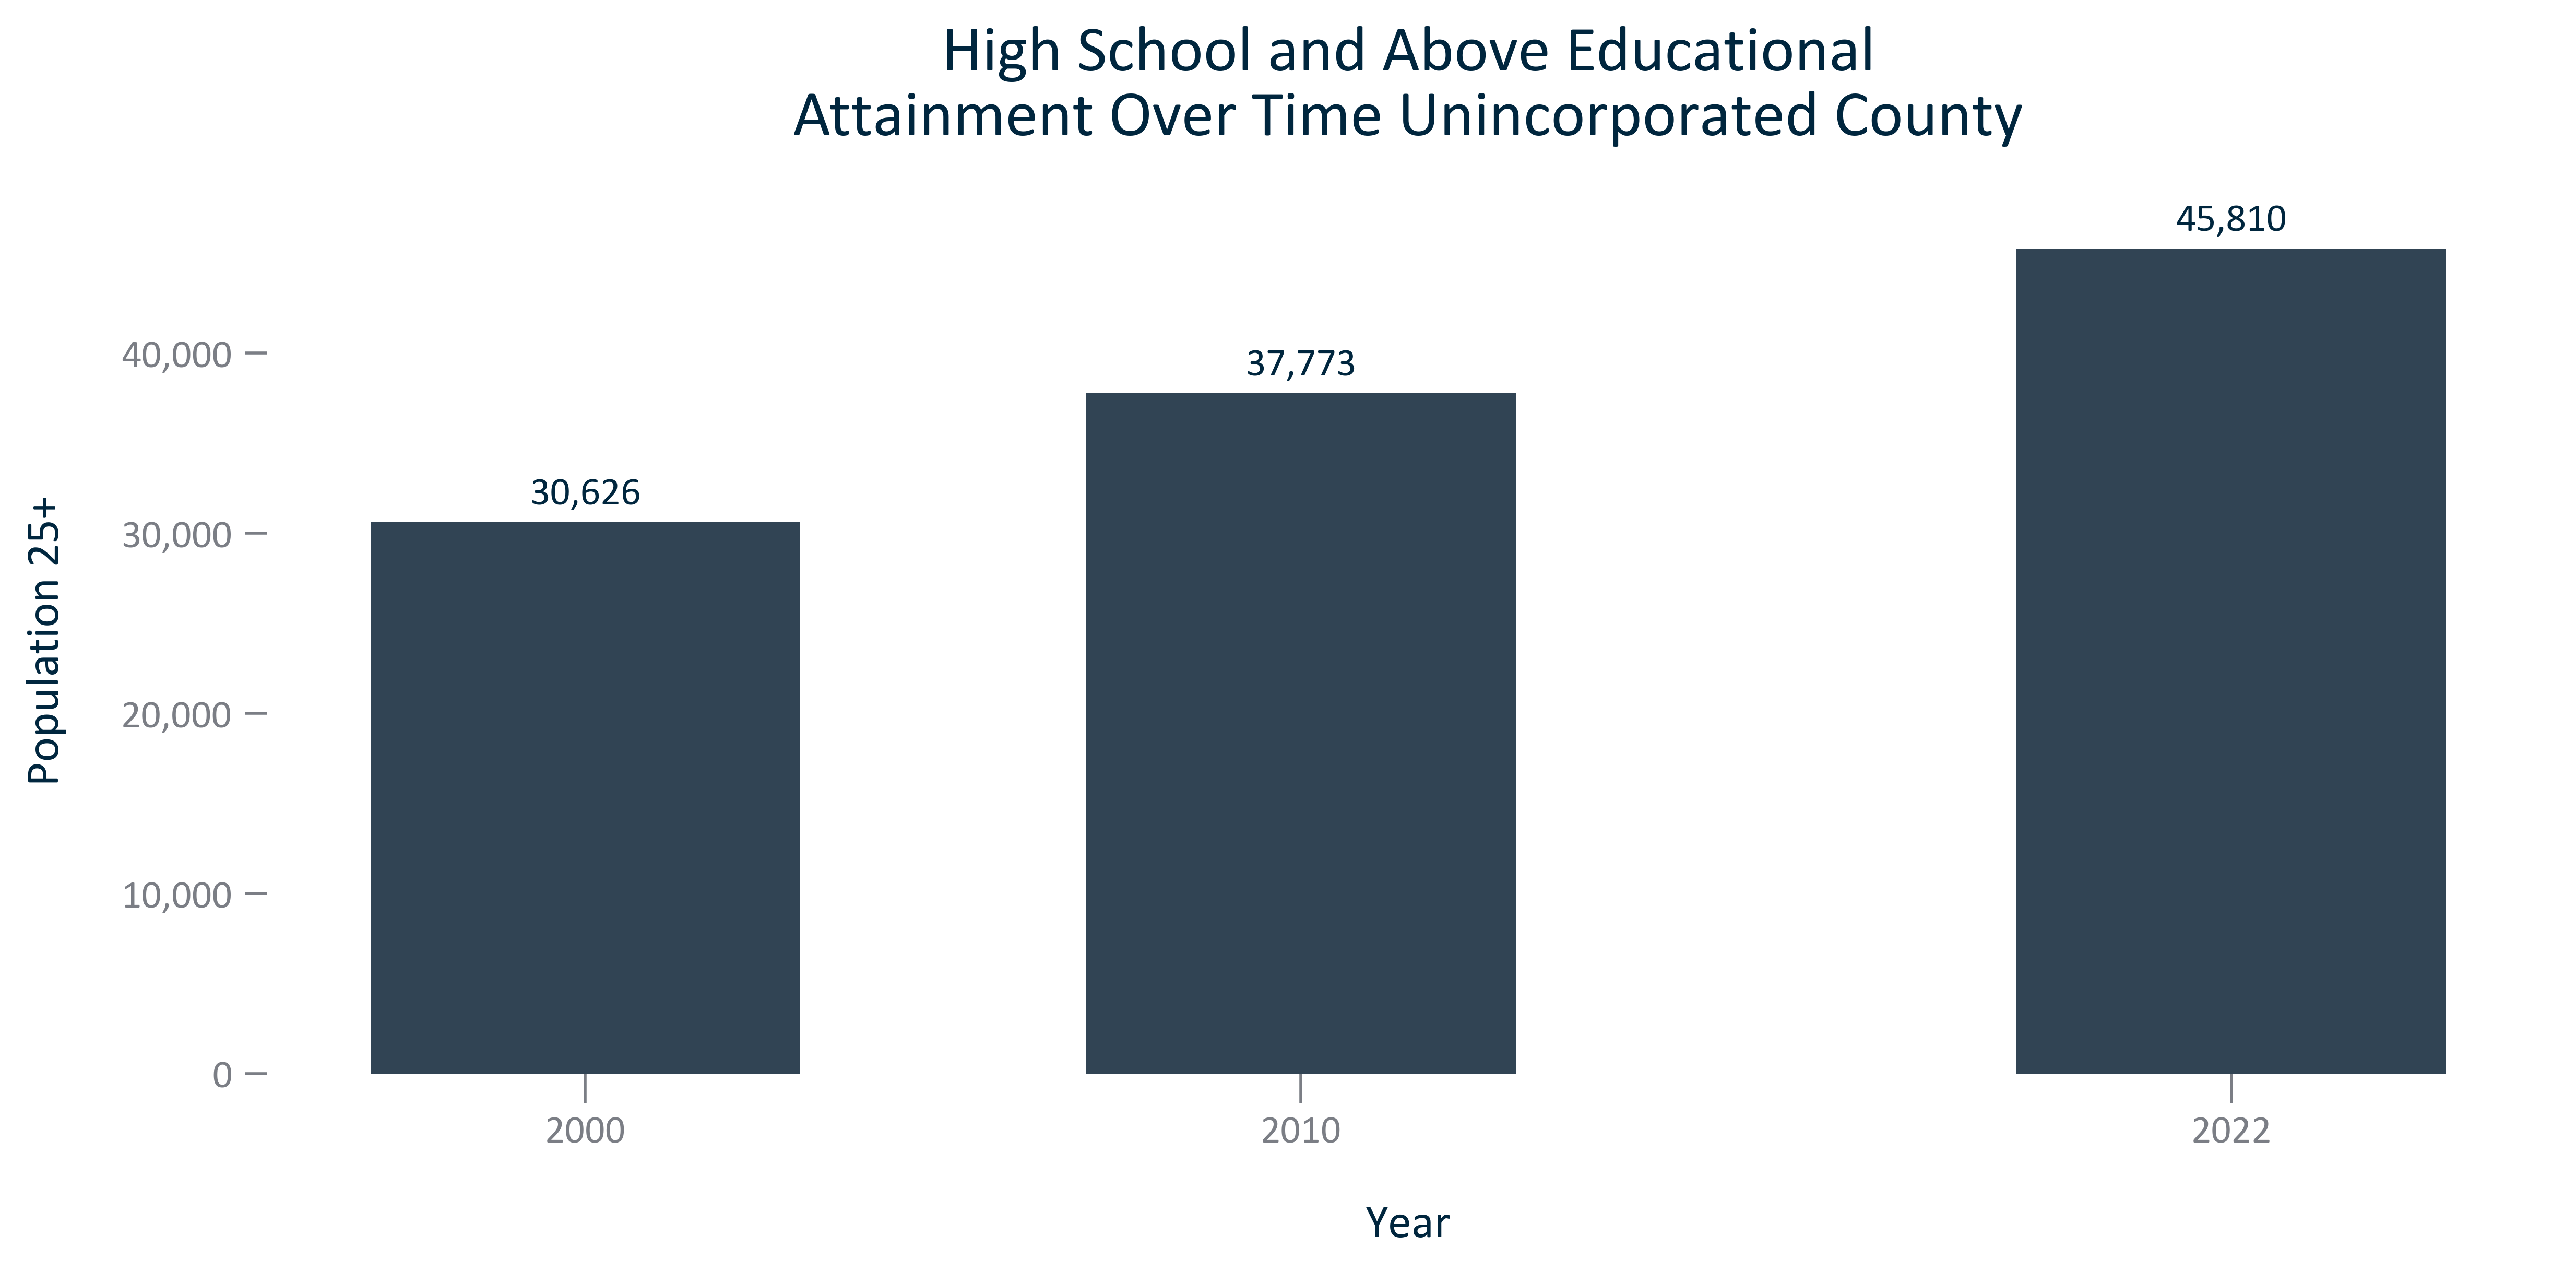 High School and Above Educational
Attainment Over Time Unincorporated County
45,810
40,000
37,773
30,626
30,000
Population 25+
20,000
10,000
0
2000
2010
2022
Year